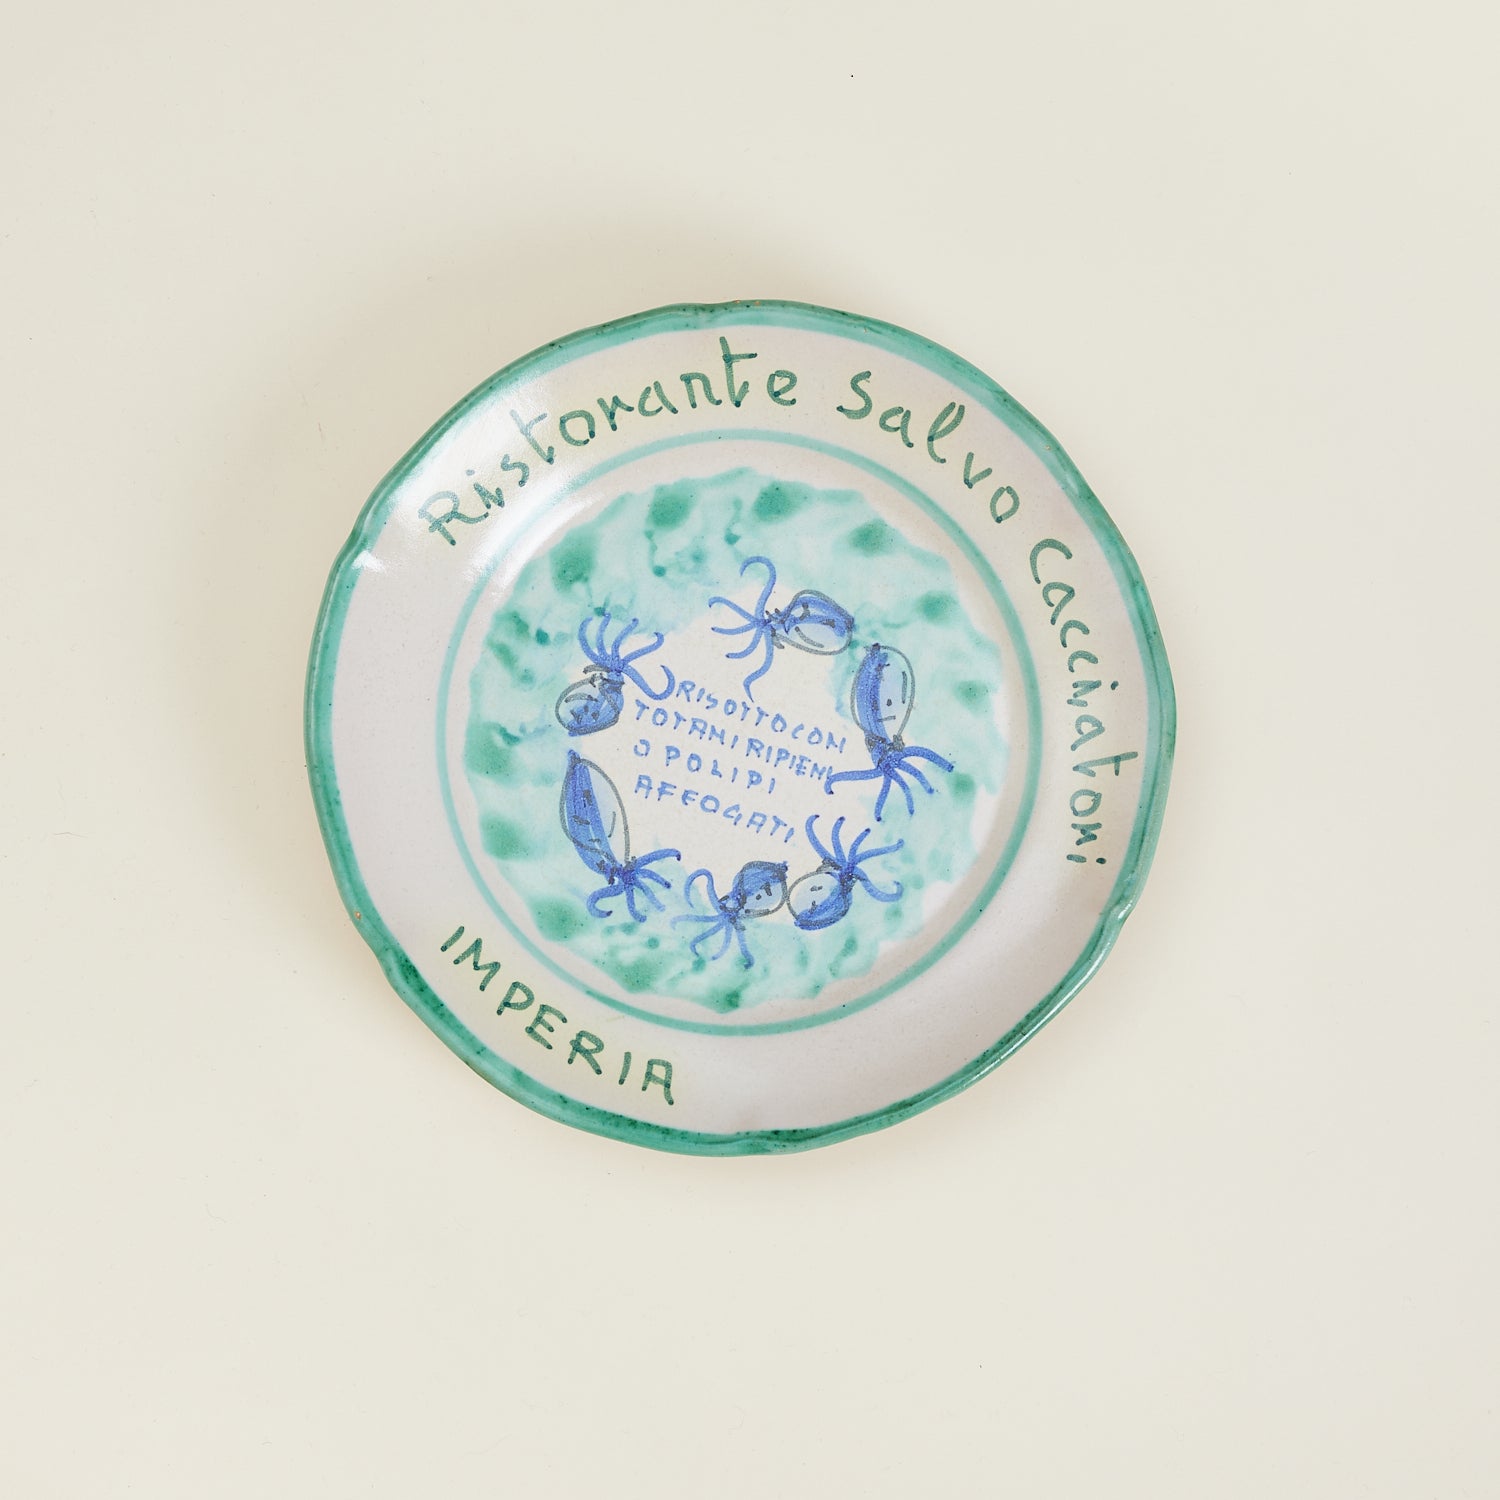 Ristorante Salvo Cacciatori
RISOTTO CON
TOTANI RIPIENI
O POLIPI
AFFOGATI
IMPERIA